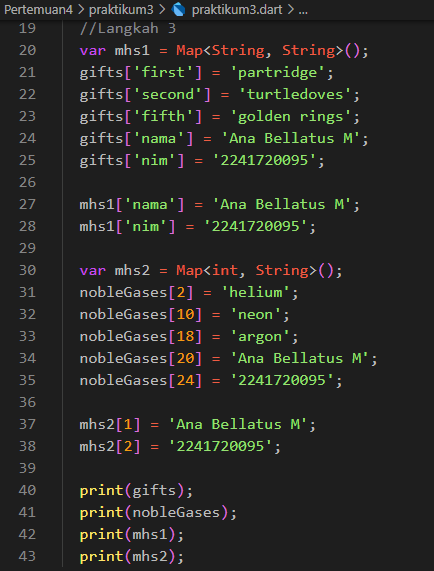 Pertemuan4 > praktikum3 > praktikum3.dart > ...
19 //Langkah 3
20 var mhs1 = Map<String, String>();
21 gifts['first'] = 'partridge';
22 gifts['second'] = 'turtledoves';
23 gifts['fifth'] = 'golden rings';
24 gifts['nama'] = 'Ana Bellatus M';
25 gifts['nim'] = '2241720095';
26
27 mhs1['nama'] = 'Ana Bellatus M';
28 mhs1['nim'] = '2241720095';
29
30 var mhs2 = Map<int, String>();
31 nobleGases[2] = 'helium';
32 nobleGases[10] = 'neon';
33 nobleGases[18] = 'argon';
34 nobleGases[20] = 'Ana Bellatus M';
35 nobleGases[24] = '2241720095';
36
37 mhs2[1] = 'Ana Bellatus M';
38 mhs2[2] = '2241720095';
39
40 print(gifts);
41 print(nobleGases);
42 print(mhs1);
43 print(mhs2);